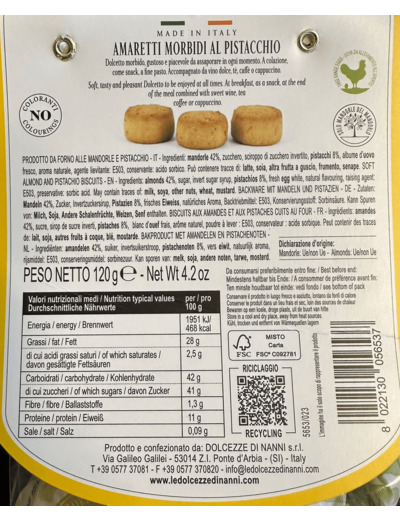 MADE IN ITALY
AMARETTI MORBIDI AL PISTACCHIO
Dolcetto morbido, gustoso e piacevole da assaporare in ogni momento. A colazione,
come snack, a fine pasto. Accompagnato da vino dolce, tè, caffè o cappuccino.
Soft, tasty and pleasant Dolcetto to be enjoyed at all times. At breakfast, as a snack, at the end
of the meal combined with sweet wine, tea
coffee or cappuccino.
COLORANTI
NO
COLOURINGS
SOLO MANDORLE DEL MANDORLO
PRODOTTO DA FORNO ALLE MANDORLE E PISTACCHIO - IT - Ingredienti: mandorle 42%, zucchero, sciroppo di zucchero invertito, pistacchi 8%, albume d'uovo
fresco, aroma naturale, agente lievitante: E503, conservante: acido sorbico. Può contenere tracce di: latte, soia, altra frutta a guscio, frumento, senape. SOFT
ALMOND AND PISTACHIO BISCUITS - EN - Ingredients: almonds 42%, sugar, invert sugar syrup, pistachios 8%, fresh egg white, natural flavouring, raising agent:
E503, preservative: sorbic acid. May contain traces of: milk, soya, other nuts, wheat, mustard. BACKWARE MIT MANDELN UND PISTAZIEN - DE - Zutaten:
Mandeln 42%, Zucker, Invertzuckersirup, Pistazien 8%, frisches Eiweiss, natürliches Aroma, Backtriebmittel: E503, Konservierungsstoff: Sorbinsäure. Kann Spuren
von: Milch, Soja, Andere Schalenfrüchte, Weizen, Senf enthalten. BISCUITS AUX AMANDES ET AUX PISTACHES CUITS AU FOUR - FR - Ingrédients: amandes
42%, sucre, sirop de sucre inverti, pistaches 8%, blanc d'œuf frais, arôme naturel, poudre à lever : E503, conservateur : acide sorbique. Peut contenir des traces
de: lait, soja, autres fruits à coque, blé, moutarde. BAKPRODUCT MET AMANDELEN EN PISTACHENOTEN -
Ingrediënten: amandelen 42%, suiker, invertsuikerstroop, pistachenoten 8%, vers eiwit, natuurlijk aroma,
rijsmiddel: E503, conserveringsmiddel: sorbinezuur. Kan sporen van: melk, soja, andere noten, tarwe, mosterd.
Dichiarazione d'origine:
Mandorle: Ue/non Ue - Almonds: Ue/non Ue
PESO NETTO 120 g ℮ - Net Wt 4.2 oz
Da consumarsi preferibilmente entro fine / Best before end:
Mindestens haltbar bis Ende / À consommer de préférence avant fin:
Ten minste houdbaar tot einde: vedi fondo / see bottom of pack
Conservare il prodotto in luogo fresco e asciutto, lontano da fonti di calore
Conserver le produit dans un lieu frais et sec, loin des sources de chaleur
Bewaren op een koele, droge plaats, uit de buurt van warmte
Store in a cool and dry place, away from heat sources
Kühl, trocken und entfernt von Wärmequellen lagern
Valori nutrizionali medi / Nutrition typical values
Durchschnittliche Nährwerte
per / pro
100 g
Energia / energy / Brennwert
1951 kJ/
468 kcal
Grassi / fat / Fett
28 g
di cui acidi grassi saturi / of which saturates /
davon gesättigte Fettsäuren
2,5 g
Carboidrati / carbohydrate / Kohlenhydrate
42 g
di cui zuccheri / of which sugars / davon Zucker
41 g
Fibre / fibre / Ballaststoffe
1,3 g
Proteine / protein / Eiweiß
11 g
Sale / salt / Salz
0,09 g
FSC
MISTO
Carta
FSC® C092781
RICICLAGGIO
RECYCLING
5653/023
L'immagine ha il solo scopo di rappresentare il prodotto
8 022130 056537
Prodotto e confezionato da: DOLCEZZE DI NANNI s.r.l.
Via Galileo Galilei - 53014 Z.I. Ponte d'Arbia - (SI) - Italy
T +39 0577 37081 - F +39 0577 370820 - info@ledolcezzedinanni.com
www.ledolcezzedinanni.com